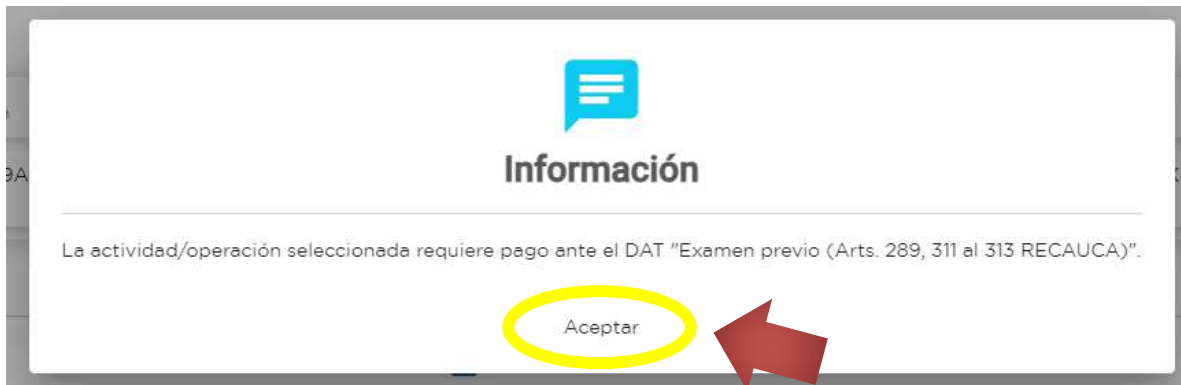 Información
9A
La actividad/operación seleccionada requiere pago ante el DAT "Examen previo (Arts. 289, 311 al 313 RECAUCA)".
Aceptar